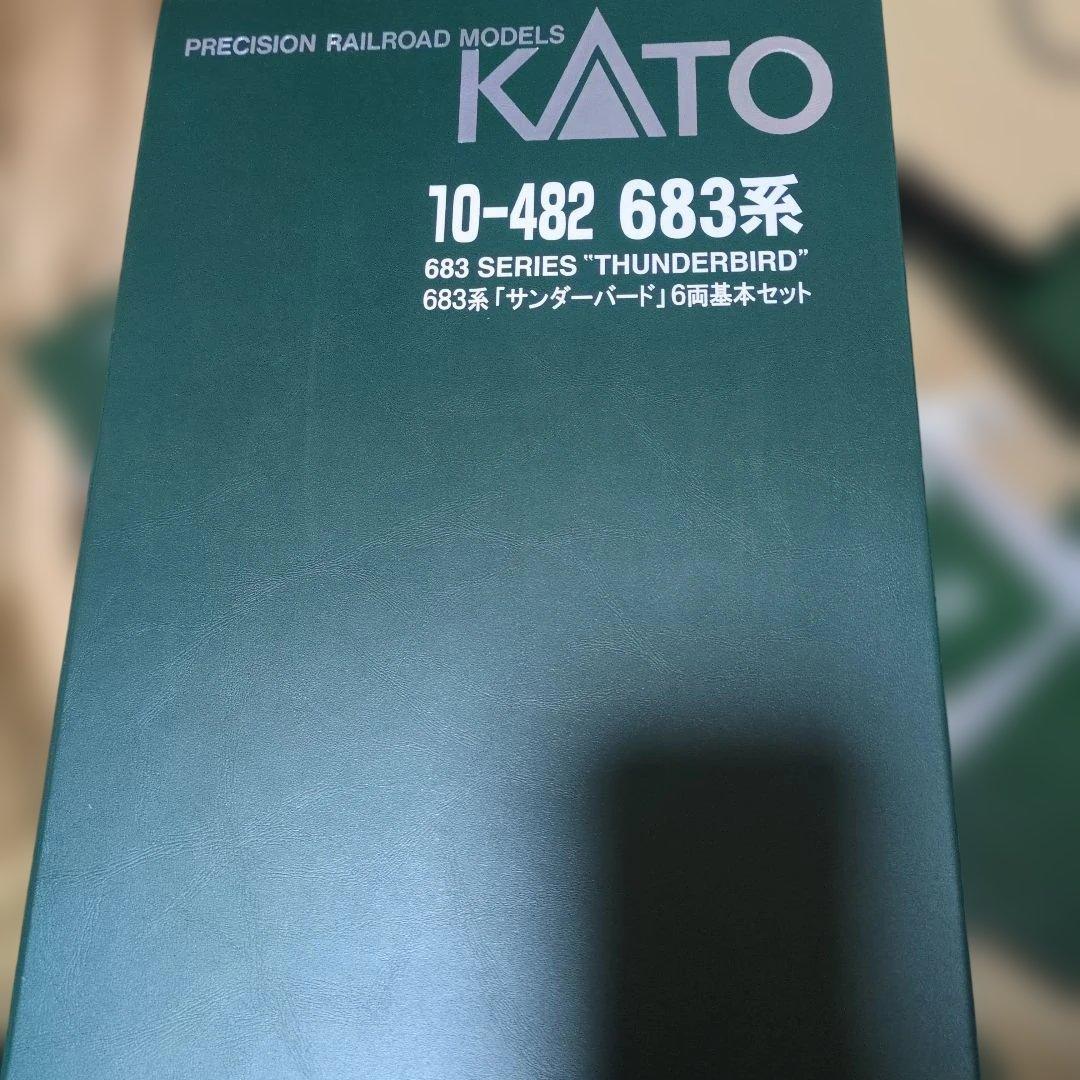 PRECISION RAILROAD MODELS
KATO
10-482 683系
683 SERIES "THUNDERBIRD"
683系「サンダーバード」6両基本セット